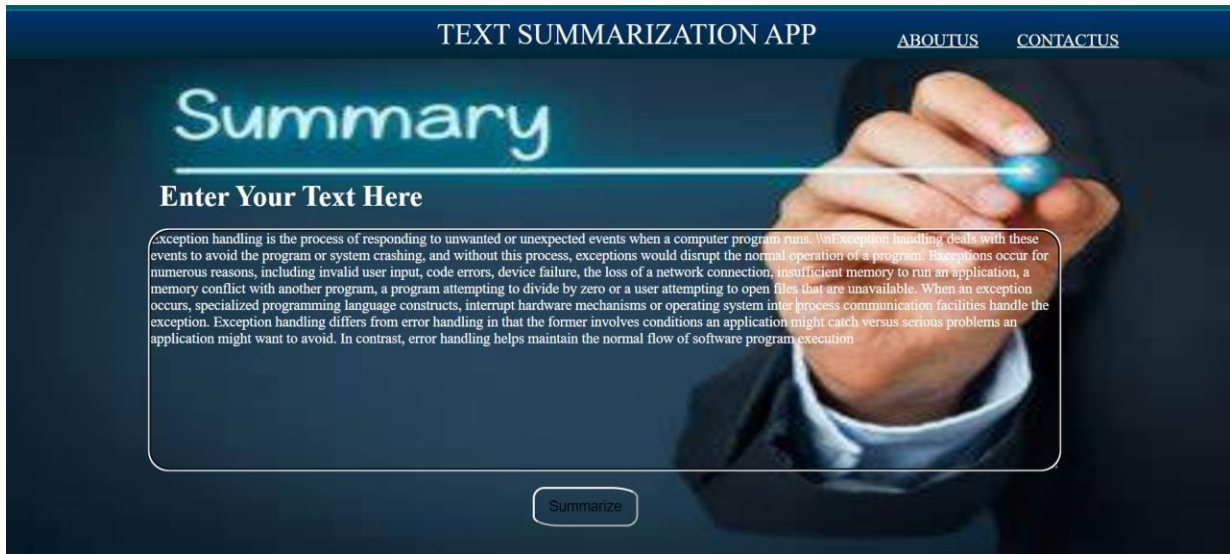 TEXT SUMMARIZATION APP
ABOUTUS CONTACTUS
Summary
Enter Your Text Here
Exception handling is the process of responding to unwanted or unexpected events when a computer program runs. \\nException handling deals with these
events to avoid the program or system crashing, and without this process, exceptions would disrupt the normal operation of a program. Exceptions occur for
numerous reasons, including invalid user input, code errors, device failure, the loss of a network connection, insufficient memory to run an application, a
memory conflict with another program, a program attempting to divide by zero or a user attempting to open files that are unavailable. When an exception
occurs, specialized programming language constructs, interrupt hardware mechanisms or operating system inter process communication facilities handle the
exception. Exception handling differs from error handling in that the former involves conditions an application might catch versus serious problems an
application might want to avoid. In contrast, error handling helps maintain the normal flow of software program execution
Summarize